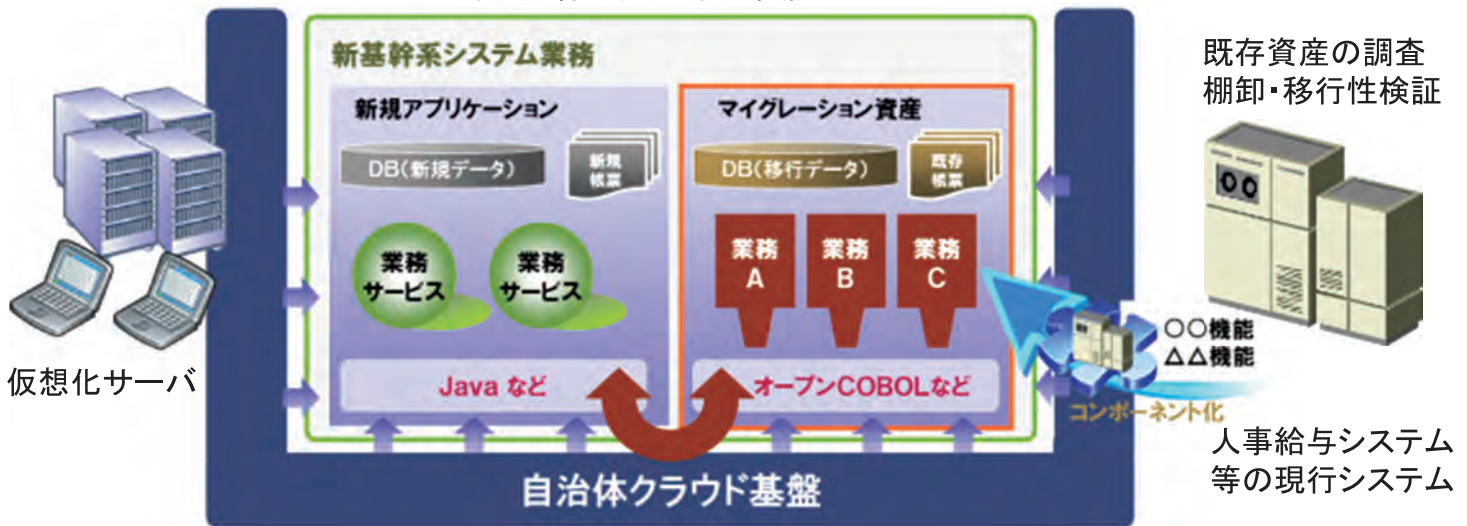 新基幹系システム業務
新規アプリケーション
DB(新規データ)
新規
帳票
業務
サービス
業務
サービス
Java など
マイグレーション資産
DB(移行データ)
既存
帳票
業務
A
業務
B
業務
C
オープンCOBOLなど
自治体クラウド基盤
仮想化サーバ
既存資産の調査
棚卸・移行性検証
○○機能
△△機能
コンポーネント化
人事給与システム
等の現行システム